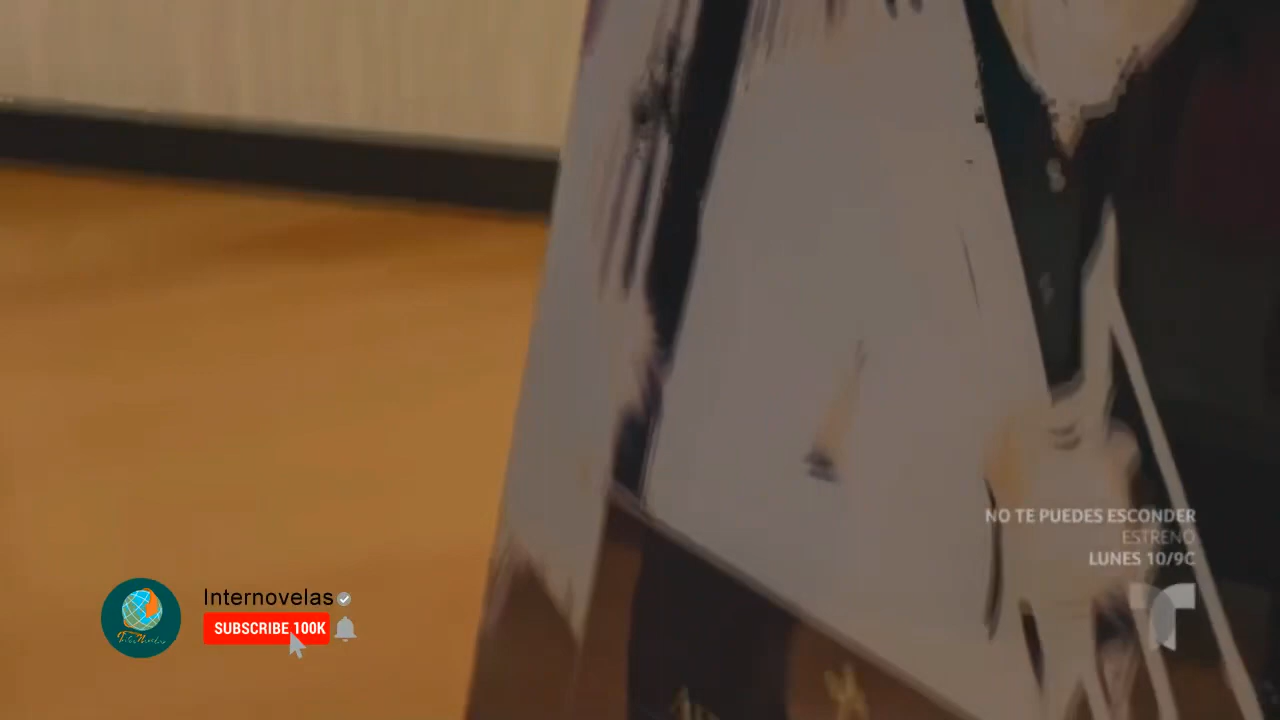 NO TE PUEDES ESCONDER
ESTRENO
LUNES 10/9C
Internovelas
SUBSCRIBE 100K